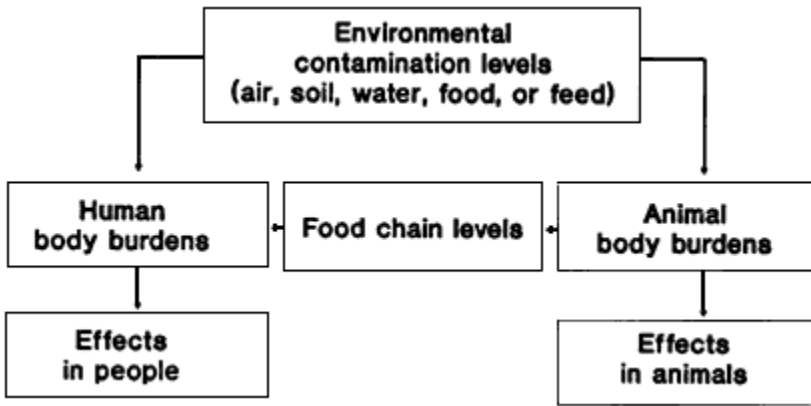 Environmental
contamination levels
(air, soil, water, food, or feed)
Human
body burdens
Food chain levels
Animal
body burdens
Effects
in people
Effects
in animals